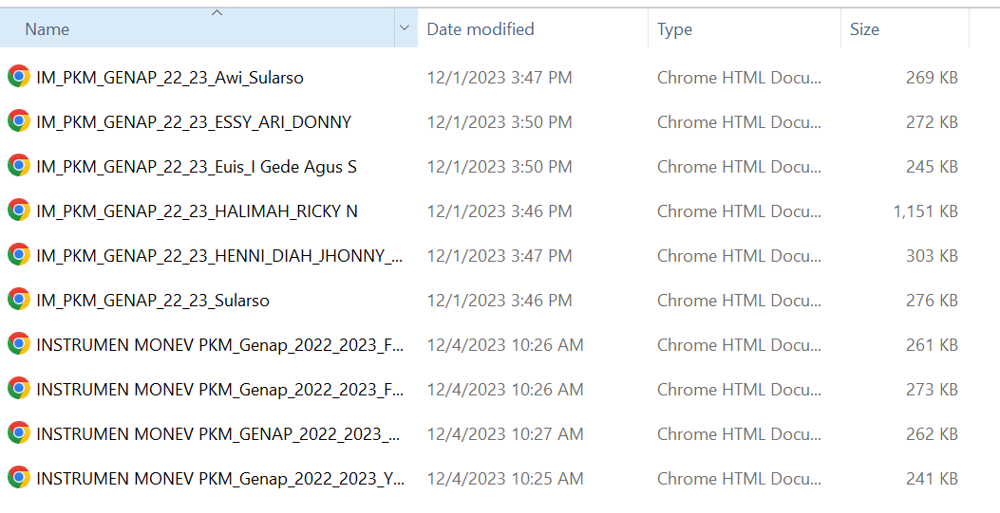 Name Date modified Type Size
IM_PKM_GENAP_22_23_Awi_Sularso 12/1/2023 3:47 PM Chrome HTML Docu... 269 KB
IM_PKM_GENAP_22_23_ESSY_ARI_DONNY 12/1/2023 3:50 PM Chrome HTML Docu... 272 KB
IM_PKM_GENAP_22_23_Euis_I Gede Agus S 12/1/2023 3:50 PM Chrome HTML Docu... 245 KB
IM_PKM_GENAP_22_23_HALIMAH_RICKY N 12/1/2023 3:46 PM Chrome HTML Docu... 1,151 KB
IM_PKM_GENAP_22_23_HENNI_DIAH_JHONNY_... 12/1/2023 3:47 PM Chrome HTML Docu... 303 KB
IM_PKM_GENAP_22_23_Sularso 12/1/2023 3:46 PM Chrome HTML Docu... 276 KB
INSTRUMEN MONEV PKM_Genap_2022_2023_F... 12/4/2023 10:26 AM Chrome HTML Docu... 261 KB
INSTRUMEN MONEV PKM_Genap_2022_2023_F... 12/4/2023 10:26 AM Chrome HTML Docu... 273 KB
INSTRUMEN MONEV PKM_GENAP_2022_2023_... 12/4/2023 10:27 AM Chrome HTML Docu... 262 KB
INSTRUMEN MONEV PKM_Genap_2022_2023_Y... 12/4/2023 10:25 AM Chrome HTML Docu... 241 KB